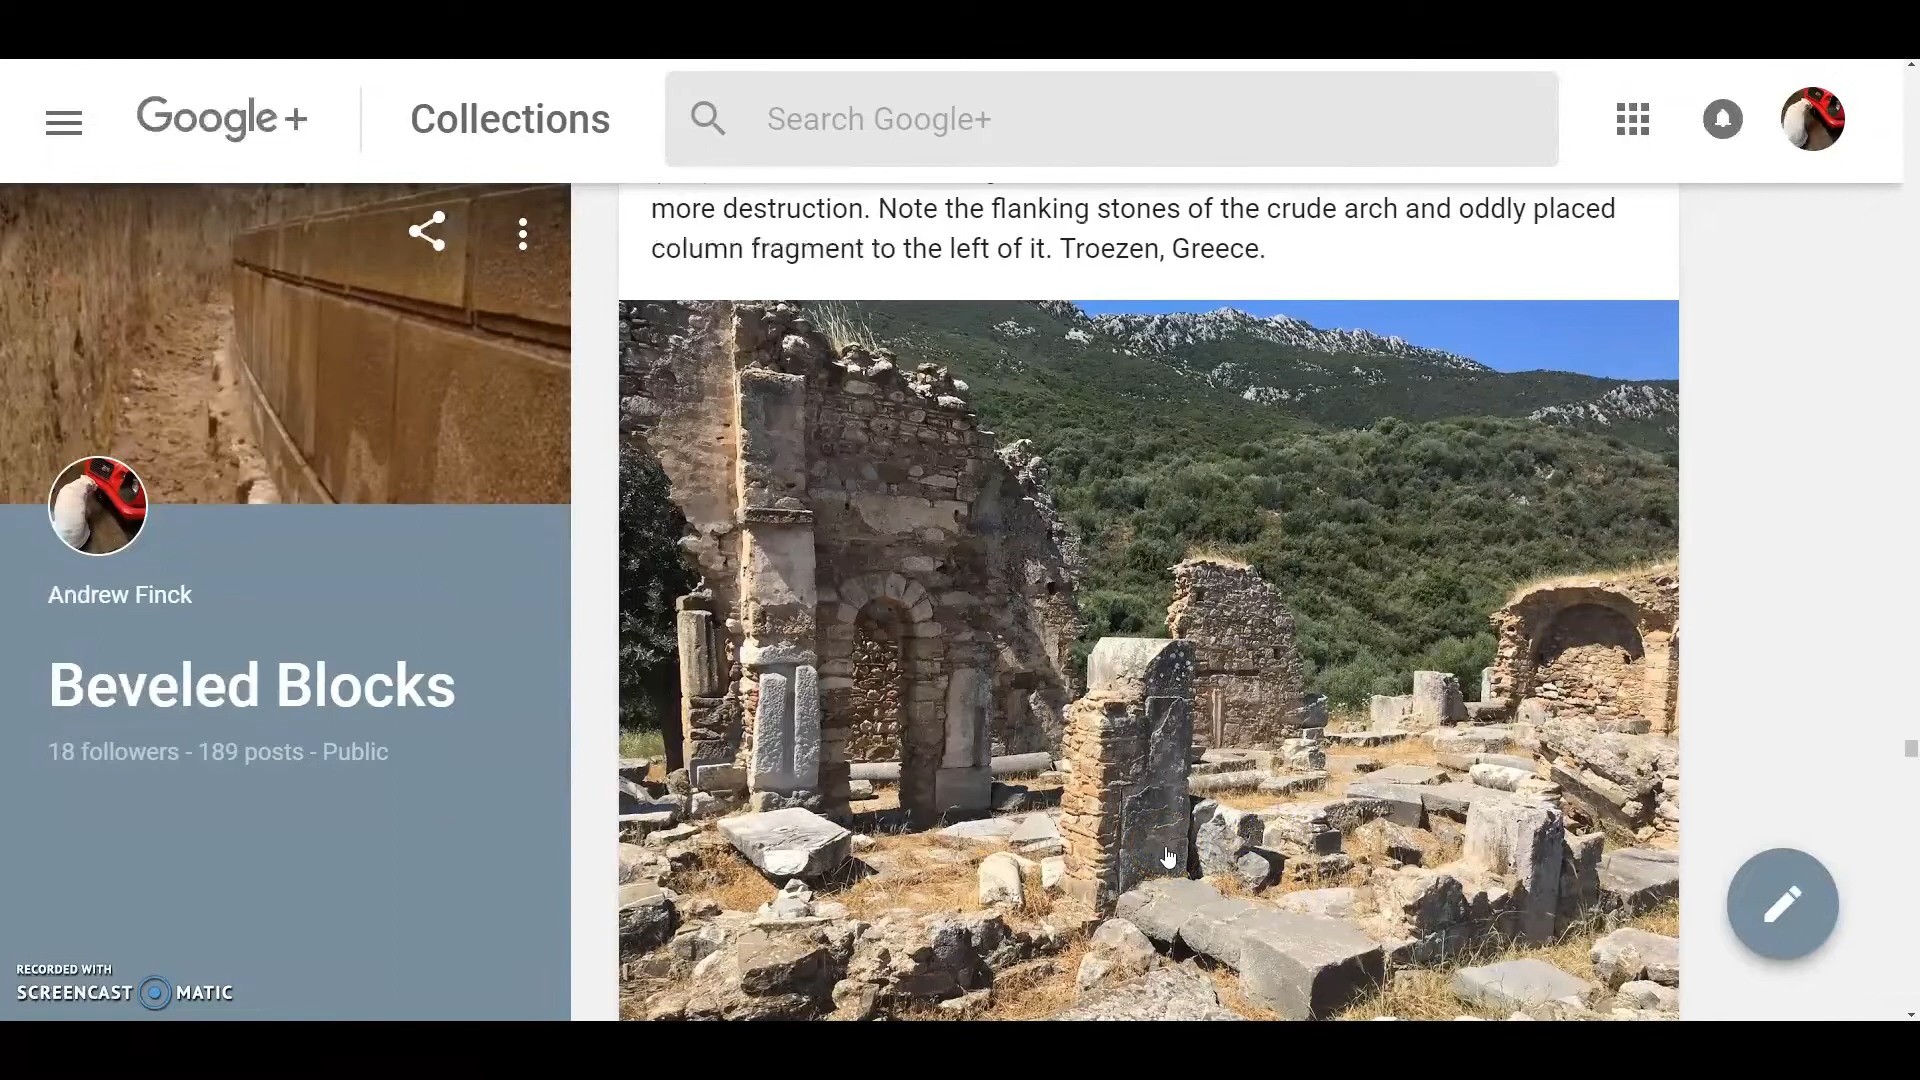 Google+
Collections
Search Google+
more destruction. Note the flanking stones of the crude arch and oddly placed
column fragment to the left of it. Troezen, Greece.
Andrew Finck
Beveled Blocks
18 followers - 189 posts - Public
RECORDED WITH
SCREENCAST MATIC